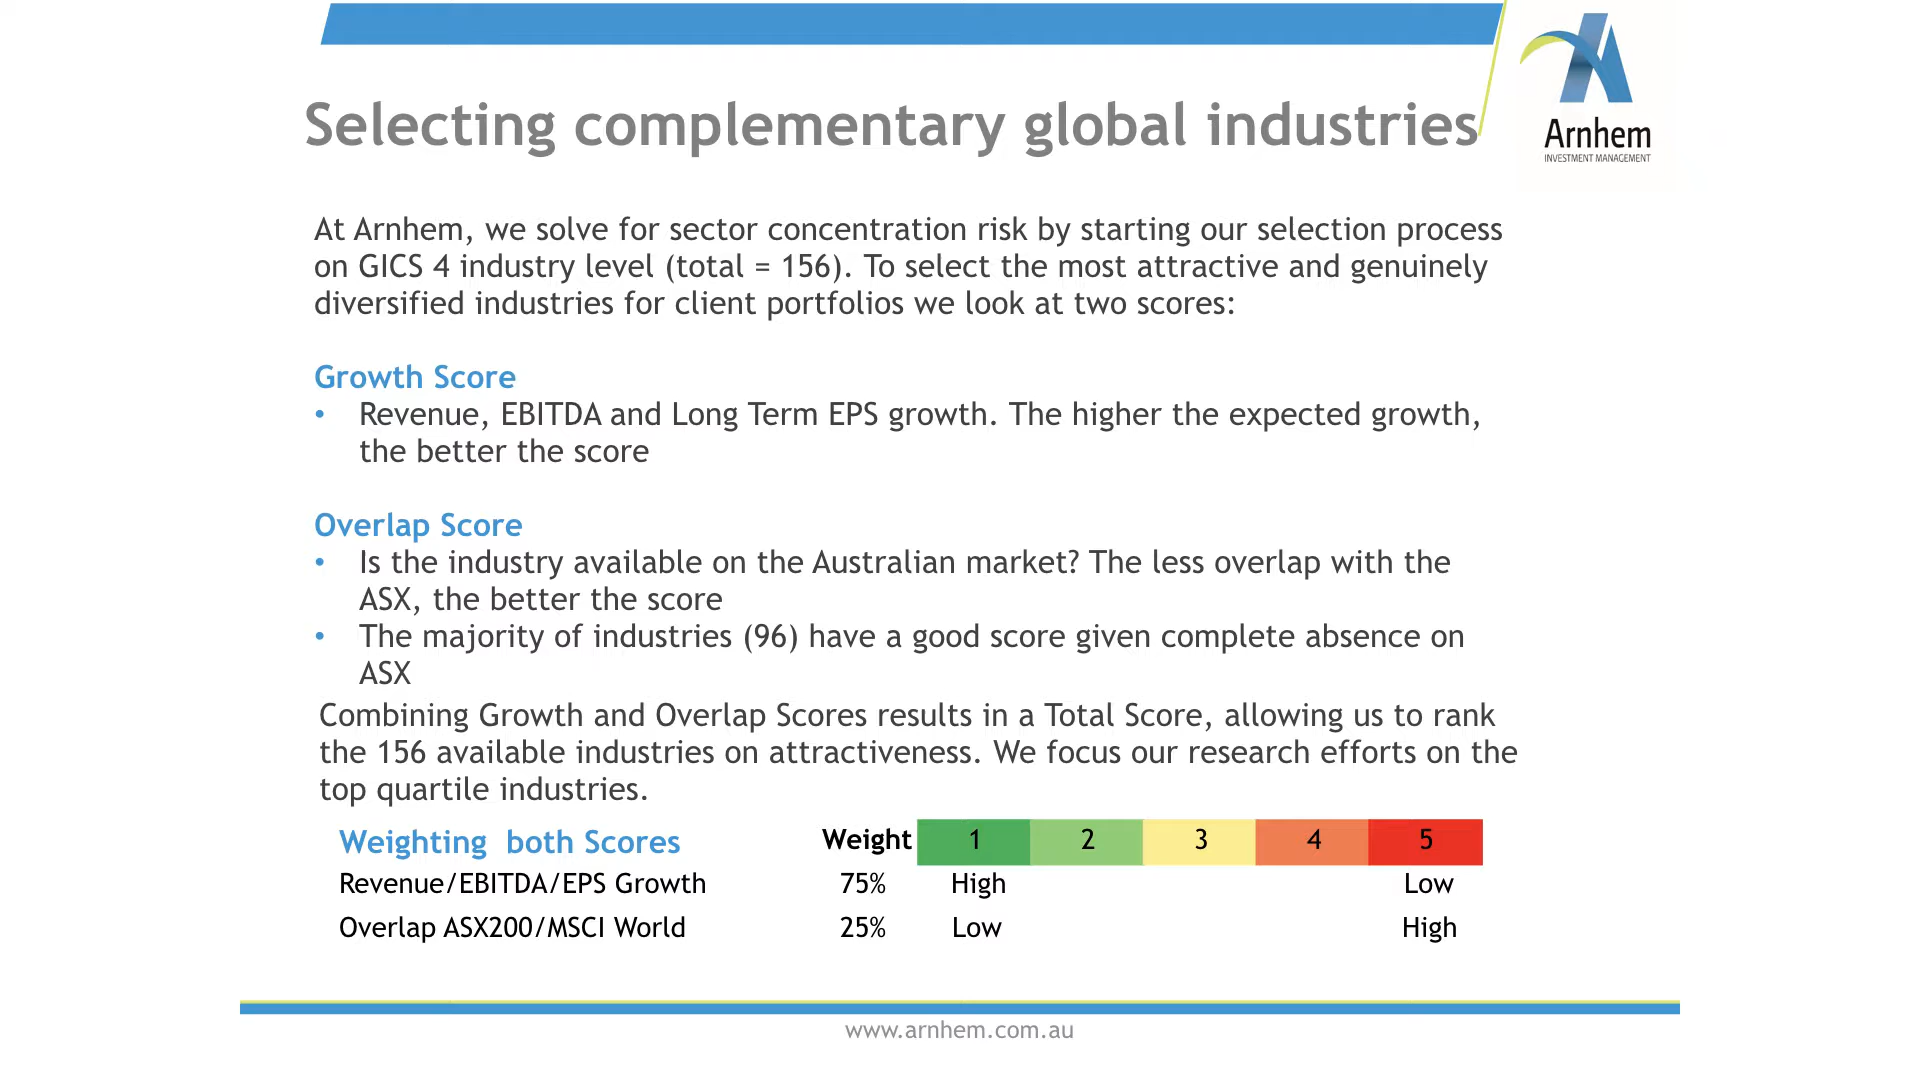 Selecting complementary global industries
Arnhem
INVESTMENT MANAGEMENT
At Arnhem, we solve for sector concentration risk by starting our selection process
on GICS 4 industry level (total = 156). To select the most attractive and genuinely
diversified industries for client portfolios we look at two scores:
Growth Score
• Revenue, EBITDA and Long Term EPS growth. The higher the expected growth,
the better the score
Overlap Score
• Is the industry available on the Australian market? The less overlap with the
ASX, the better the score
• The majority of industries (96) have a good score given complete absence on
ASX
Combining Growth and Overlap Scores results in a Total Score, allowing us to rank
the 156 available industries on attractiveness. We focus our research efforts on the
top quartile industries.
Weighting both Scores Weight 1 2 3 4 5
Revenue/EBITDA/EPS Growth 75% High Low
Overlap ASX200/MSCI World 25% Low High
www.arnhem.com.au